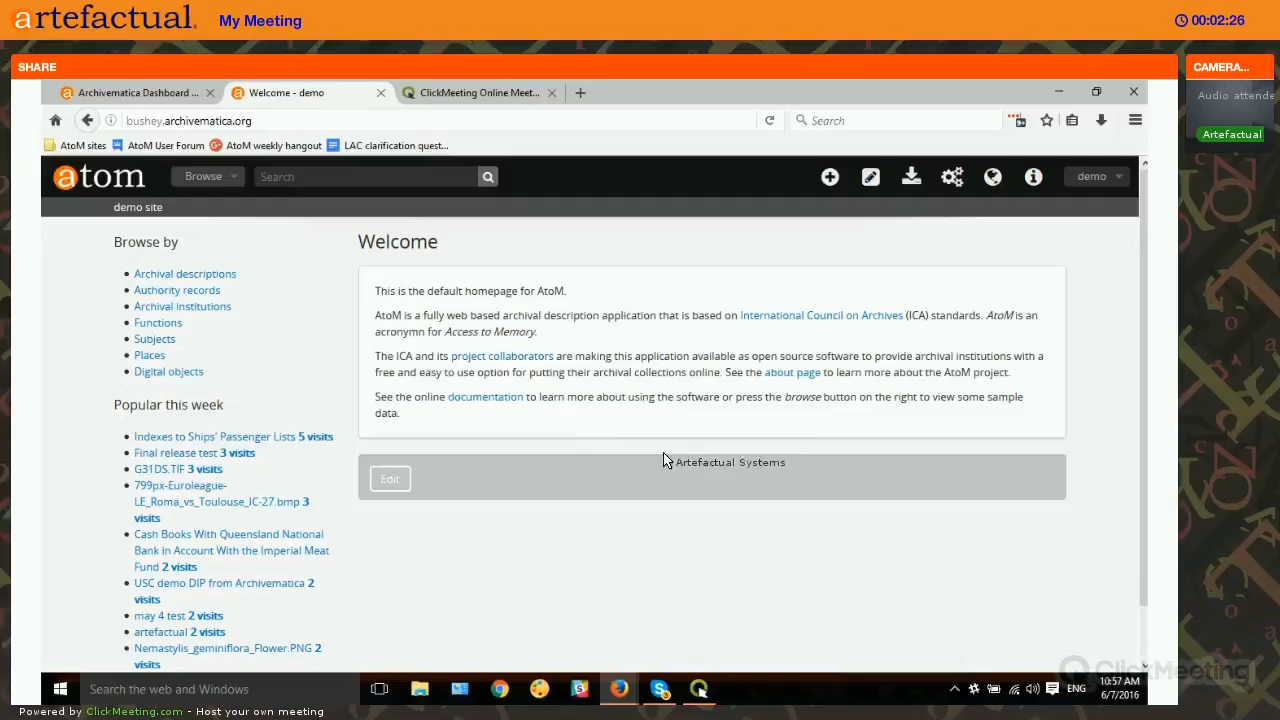 artefactual.
My Meeting
00:02:26
SHARE
CAMERA...
Archivematica Dashboard ...
Welcome - demo
ClickMeeting Online Meet...
Audio attende
bushey.archivematica.org
Search
Artefactual
AtoM sites
AtoM User Forum
AtoM weekly hangout
LAC clarification quest...
atom
Browse
Search
demo
demo site
Browse by
Archival descriptions
Authority records
Archival institutions
Functions
Subjects
Places
Digital objects
Popular this week
Indexes to Ships' Passenger Lists 5 visits
Final release test 3 visits
G31DS.TIF 3 visits
799px-Euroleague-
LE_Roma_vs_Toulouse_IC-27.bmp 3
visits
Cash Books With Queensland National
Bank in Account With the Imperial Meat
Fund 2 visits
USC demo DIP from Archivematica 2
visits
may 4 test 2 visits
artefactual 2 visits
Nemastylis_geminiflora_Flower.PNG 2
visits
Welcome
This is the default homepage for AtoM.
AtoM is a fully web based archival description application that is based on International Council on Archives (ICA) standards. AtoM is an
acronymn for Access to Memory.
The ICA and its project collaborators are making this application available as open source software to provide archival institutions with a
free and easy to use option for putting their archival collections online. See the about page to learn more about the AtoM project.
See the online documentation to learn more about using the software or press the browse button on the right to view some sample
data.
Artefactual Systems
Edit
ClickMeeting
Search the web and Windows
ENG
10:57 AM
6/7/2016
Powered by ClickMeeting.com - Host your own meeting